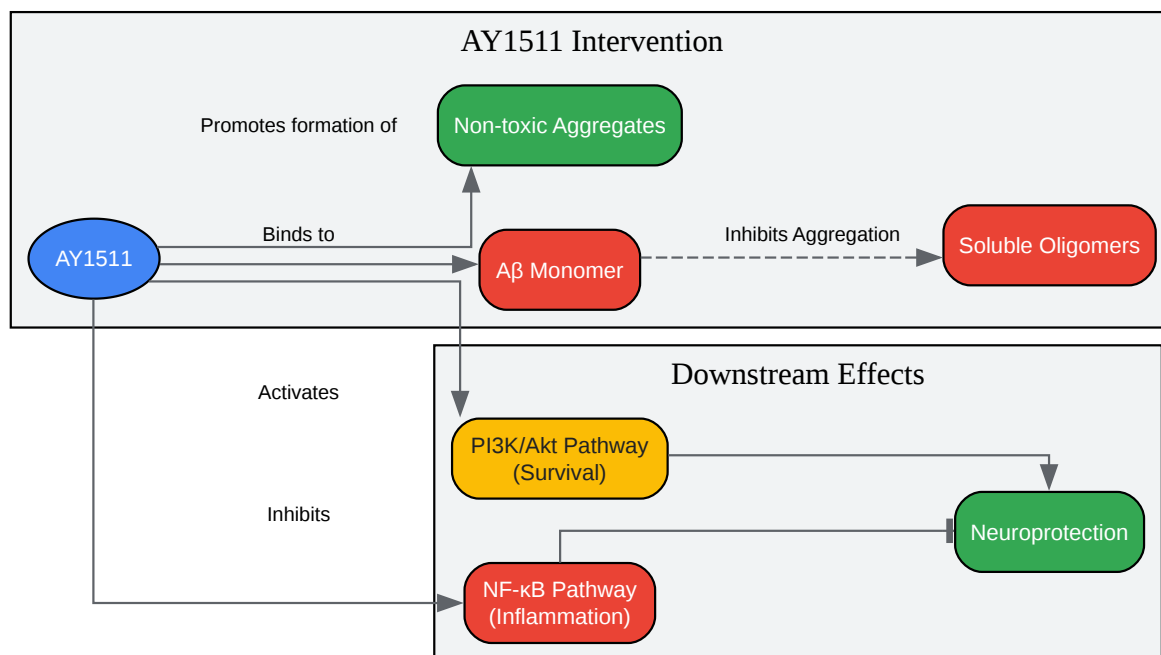 AY1511 Intervention
Promotes formation of
Non-toxic Aggregates
Binds to
Inhibits Aggregation
Soluble Oligomers
AY1511
Aβ Monomer
Downstream Effects
Activates
PI3K/Akt Pathway
(Survival)
Inhibits
Neuroprotection
NF-κB Pathway
(Inflammation)